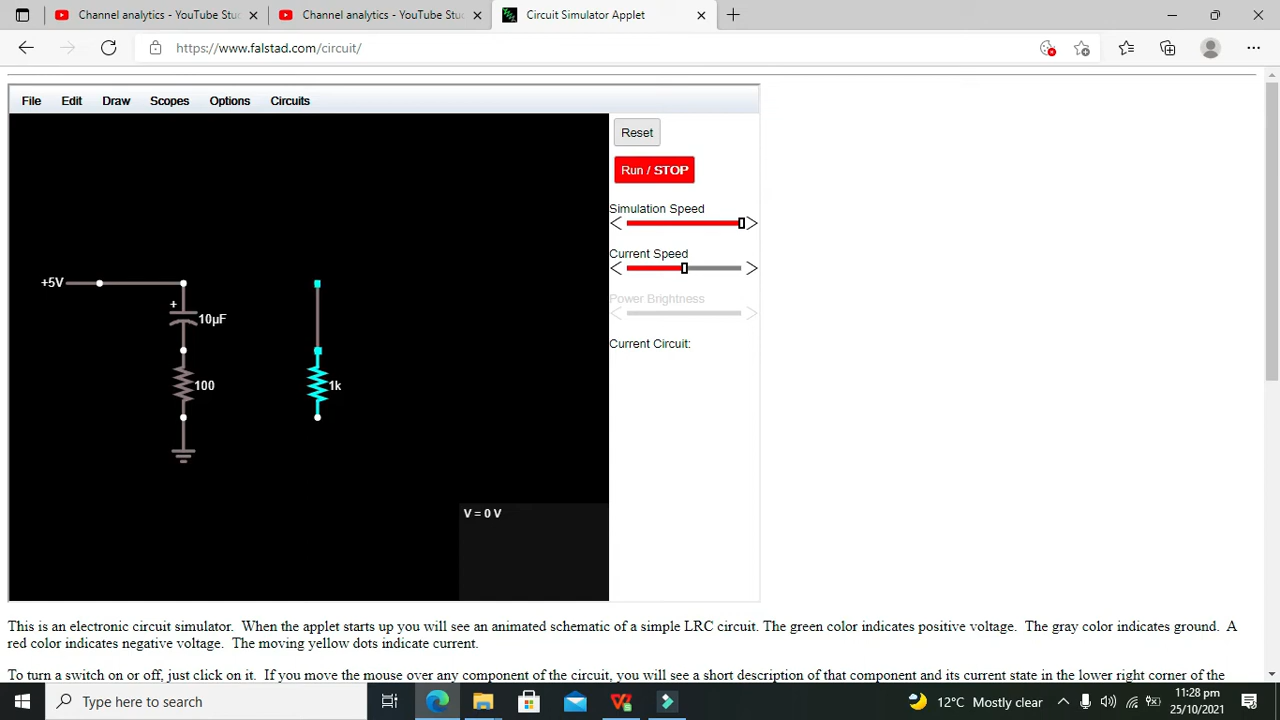 Channel analytics - YouTube Stu
Channel analytics - YouTube Stu
Circuit Simulator Applet
https://www.falstad.com/circuit/
File Edit Draw Scopes Options Circuits
Reset
Run / STOP
Simulation Speed
Current Speed
Power Brightness
Current Circuit:
+5V
+
10μF
100
1k
V = 0 V
This is an electronic circuit simulator. When the applet starts up you will see an animated schematic of a simple LRC circuit. The green color indicates positive voltage. The gray color indicates ground. A
red color indicates negative voltage. The moving yellow dots indicate current.
To turn a switch on or off, just click on it. If you move the mouse over any component of the circuit, you will see a short description of that component and its current state in the lower right corner of the
Type here to search
12°C Mostly clear
11:28 pm
25/10/2021